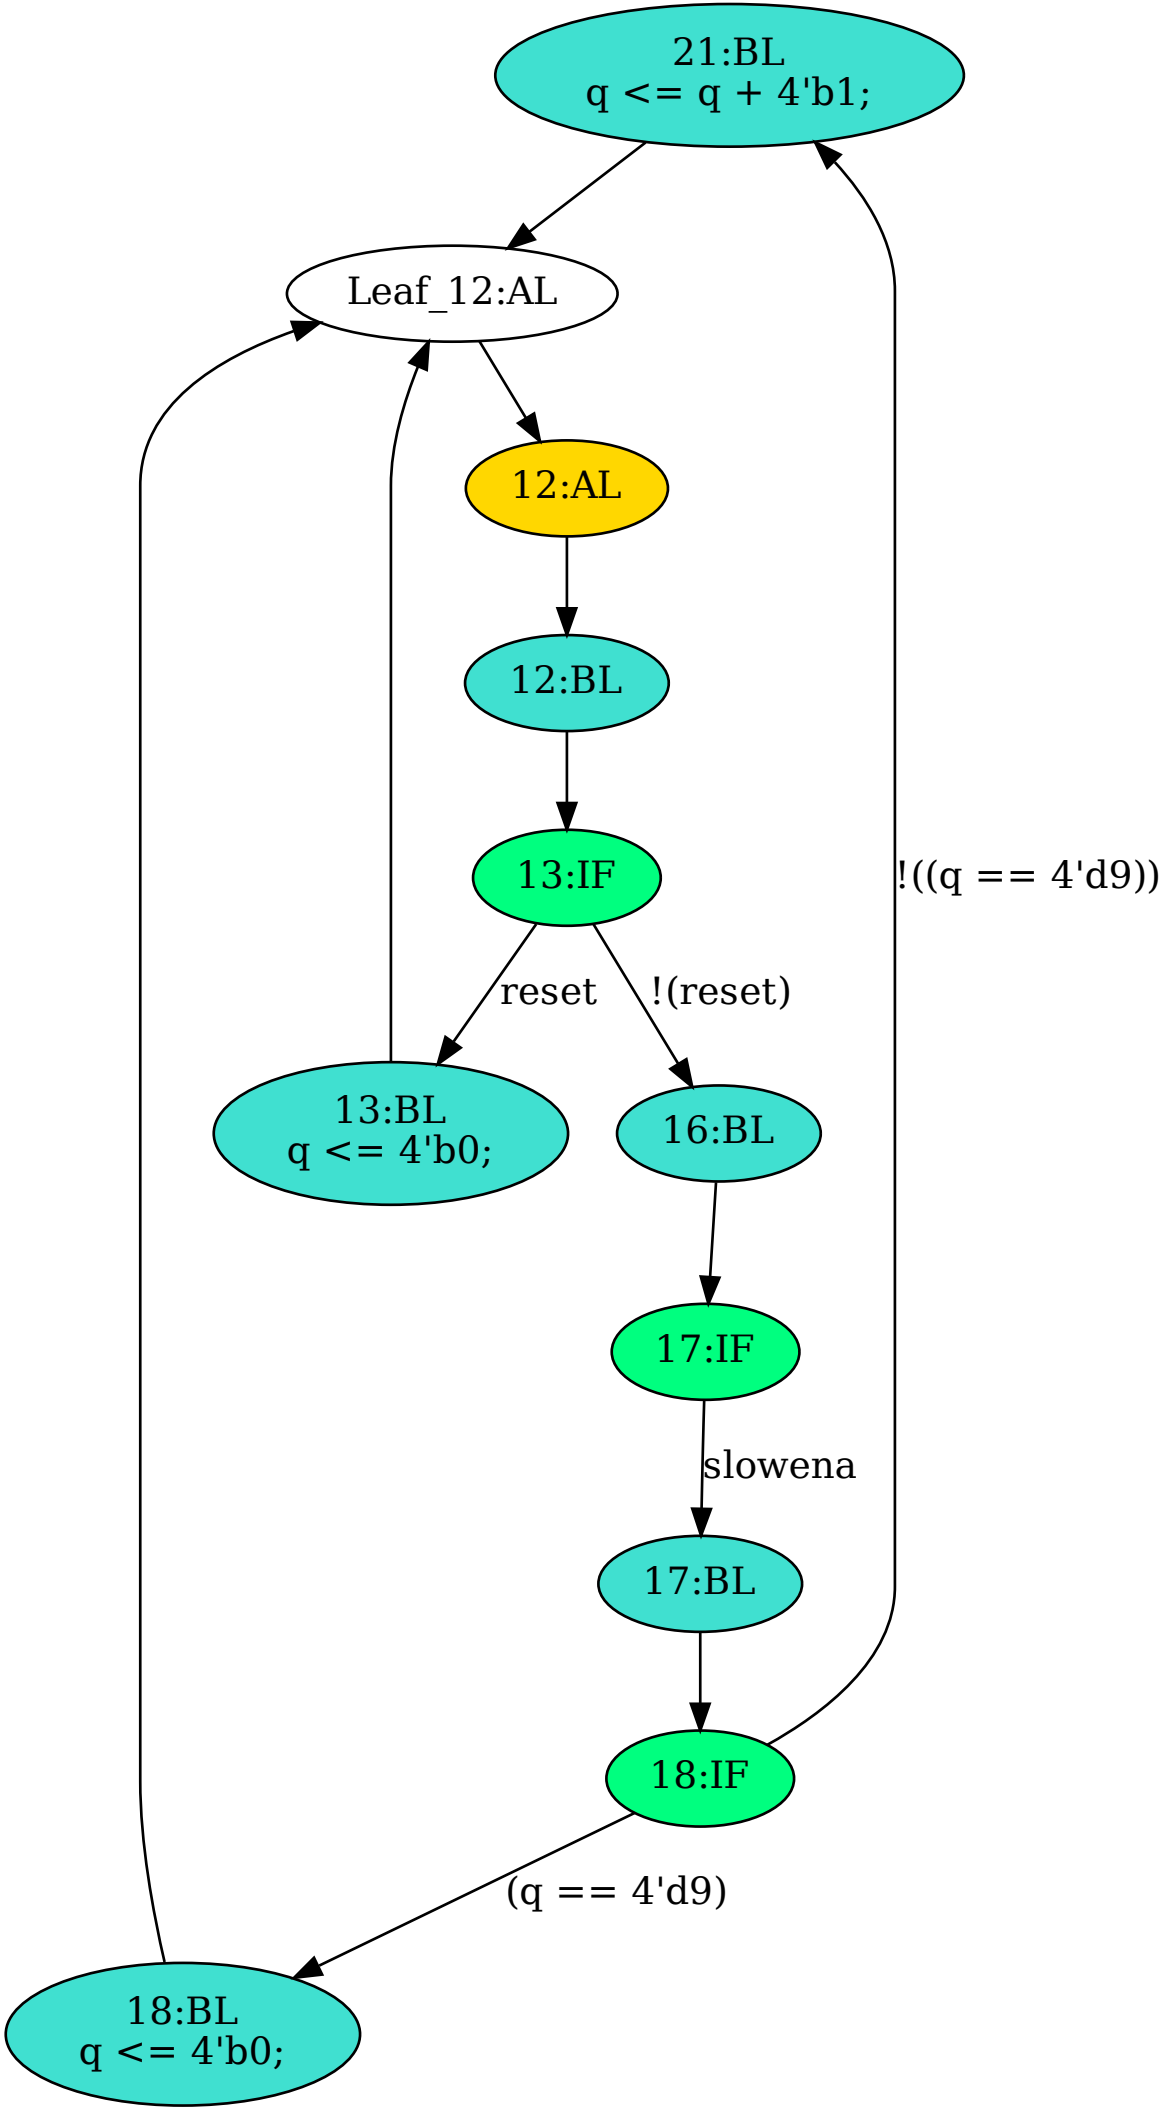 21:BL
q <= q + 4'b1;
Leaf_12:AL
12:AL
12:BL
13:IF
!((q == 4'd9))
reset
!(reset)
13:BL
q <= 4'b0;
16:BL
17:IF
slowena
17:BL
18:IF
(q == 4'd9)
18:BL
q <= 4'b0;